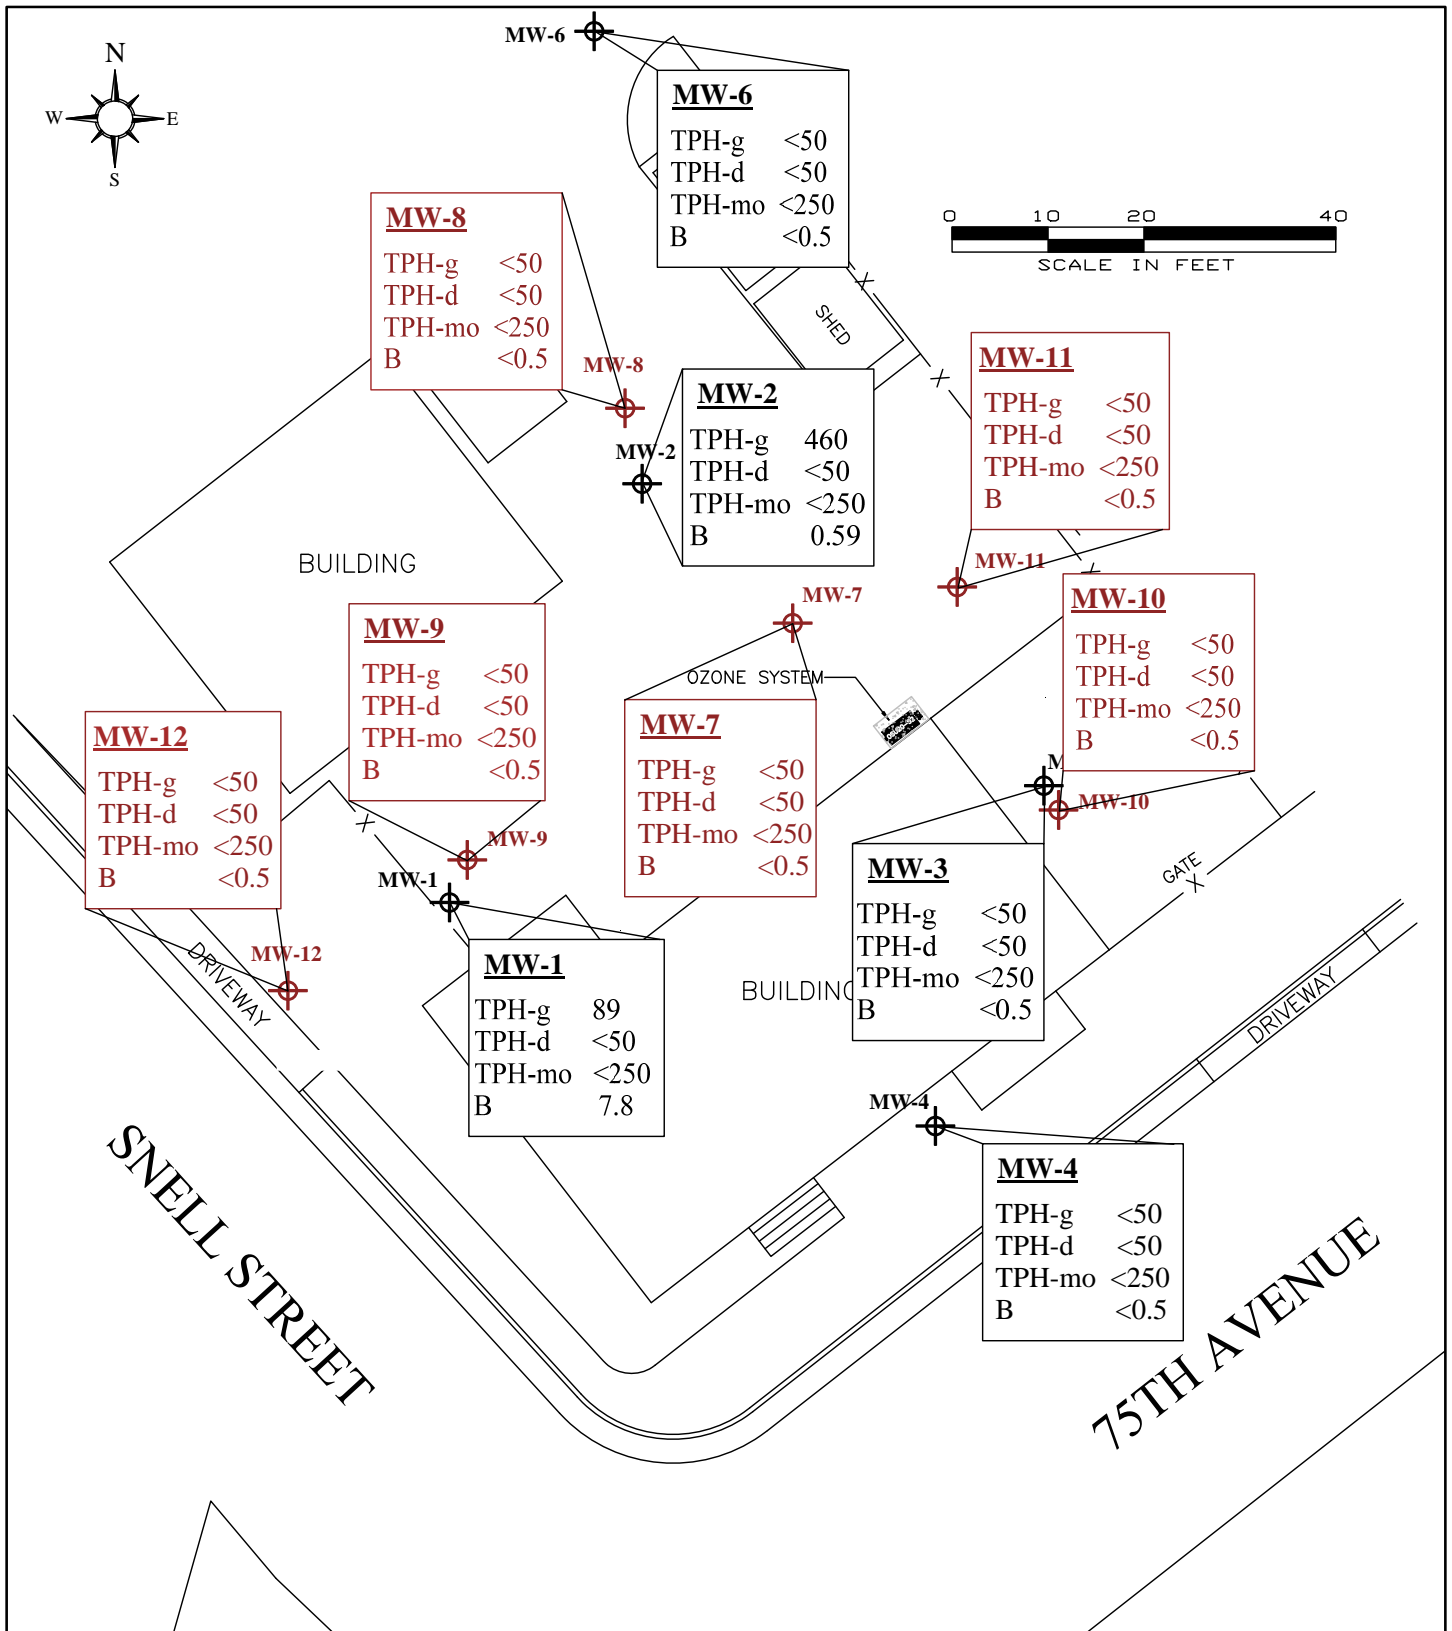 MW-6
N
W
E
S
MW-6
TPH-g <50
TPH-d <50
TPH-mo <250
B <0.5
MW-8
TPH-g <50
TPH-d <50
TPH-mo <250
B <0.5
0 10 20 40
SCALE IN FEET
X
SHED
MW-8
X
MW-11
TPH-g <50
TPH-d <50
TPH-mo <250
B <0.5
MW-2
TPH-g 460
TPH-d <50
TPH-mo <250
B 0.59
MW-2
BUILDING
MW-11
MW-7
MW-10
TPH-g <50
TPH-d <50
TPH-mo <250
B <0.5
MW-9
TPH-g <50
TPH-d <50
TPH-mo <250
B <0.5
OZONE SYSTEM
MW-7
TPH-g <50
TPH-d <50
TPH-mo <250
B <0.5
MW-12
TPH-g <50
TPH-d <50
TPH-mo <250
B <0.5
M
MW-10
X
MW-9
MW-1
MW-3
TPH-g <50
TPH-d <50
TPH-mo <250
B <0.5
GATE
X
MW-12
DRIVEWAY
MW-1
TPH-g 89
TPH-d <50
TPH-mo <250
B 7.8
BUILDING
DRIVEWAY
MW-4
MW-4
TPH-g <50
TPH-d <50
TPH-mo <250
B <0.5
SNELL STREET
75TH AVENUE